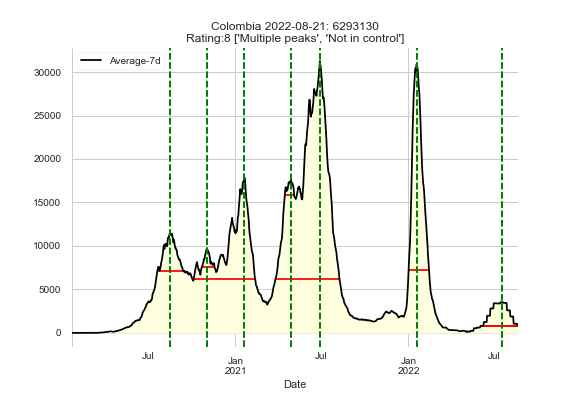 Colombia 2022-08-21: 6293130
Rating:8 ['Multiple peaks', 'Not in control']
Average-7d
30000
25000
20000
15000
10000
5000
0
Jul
Jan
2021
Jul
Jan
2022
Jul
Date